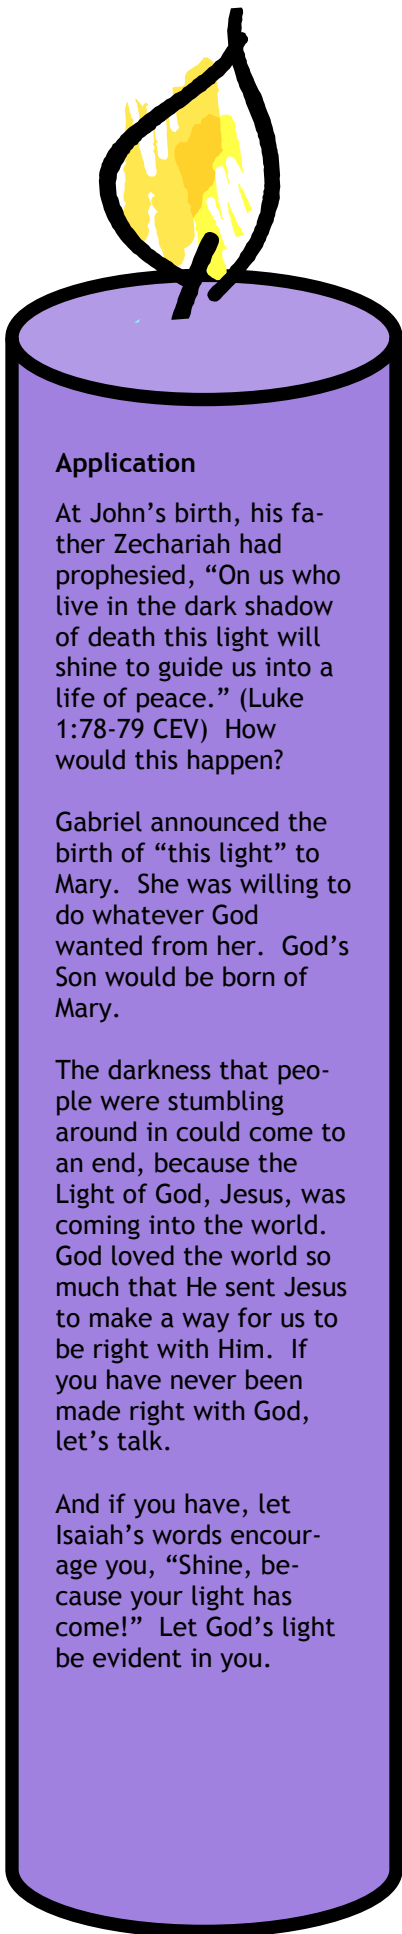 Application
At John’s birth, his fa-
ther Zechariah had
prophesied, “On us who
live in the dark shadow
of death this light will
shine to guide us into a
life of peace.” (Luke
1:78-79 CEV)  How
would this happen?
Gabriel announced the
birth of “this light” to
Mary.  She was willing to
do whatever God
wanted from her.  God’s
Son would be born of
Mary.
The darkness that peo-
ple were stumbling
around in could come to
an end, because the
Light of God, Jesus, was
coming into the world.
God loved the world so
much that He sent Jesus
to make a way for us to
be right with Him.  If
you have never been
made right with God,
let’s talk.
And if you have, let
Isaiah’s words encour-
age you, “Shine, be-
cause your light has
come!”  Let God’s light
be evident in you.